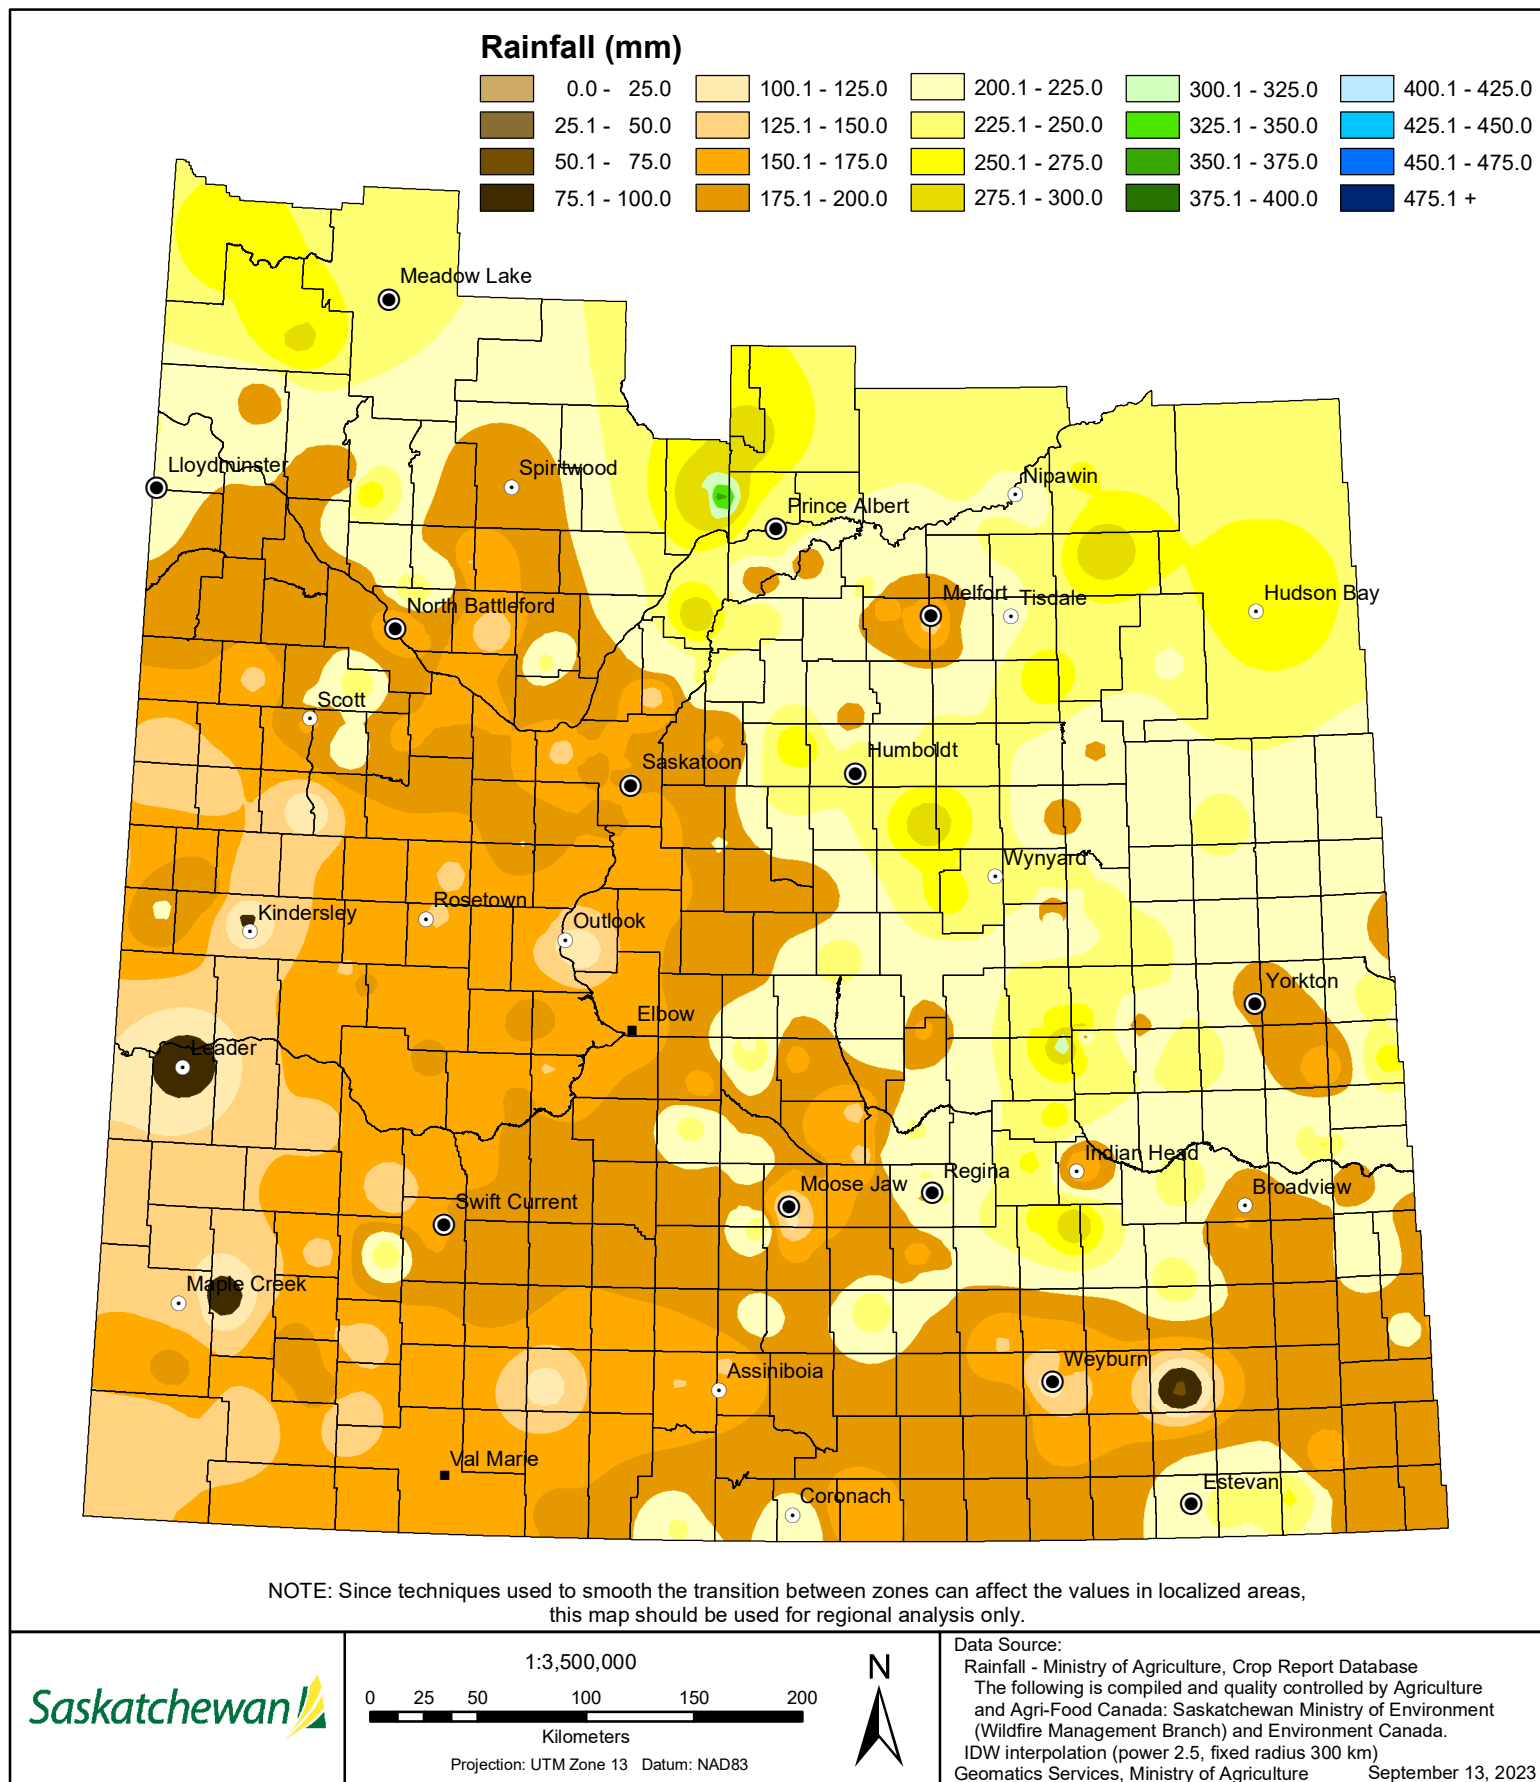 Rainfall (mm)
0.0 - 25.0
25.1 - 50.0
50.1 - 75.0
75.1 - 100.0
100.1 - 125.0
125.1 - 150.0
150.1 - 175.0
175.1 - 200.0
200.1 - 225.0
225.1 - 250.0
250.1 - 275.0
275.1 - 300.0
300.1 - 325.0
325.1 - 350.0
350.1 - 375.0
375.1 - 400.0
400.1 - 425.0
425.1 - 450.0
450.1 - 475.0
475.1 +
Meadow Lake
Lloydminster
Spiritwood
Nipawin
Prince Albert
North Battleford
Melfort
Tisdale
Hudson Bay
Scott
Saskatoon
Humboldt
Wynyard
Kindersley
Rosetown
Outlook
Yorkton
Elbow
Leader
Indian Head
Regina
Moose Jaw
Broadview
Swift Current
Maple Creek
Weyburn
Assiniboia
Val Marie
Estevan
Coronach
NOTE: Since techniques used to smooth the transition between zones can affect the values in localized areas,
this map should be used for regional analysis only.
Saskatchewan
1:3,500,000
0 25 50 100 150 200
Kilometers
Projection: UTM Zone 13 Datum: NAD83
N
Data Source:
Rainfall - Ministry of Agriculture, Crop Report Database
The following is compiled and quality controlled by Agriculture
and Agri-Food Canada: Saskatchewan Ministry of Environment
(Wildfire Management Branch) and Environment Canada.
IDW interpolation (power 2.5, fixed radius 300 km)
Geomatics Services, Ministry of Agriculture September 13, 2023